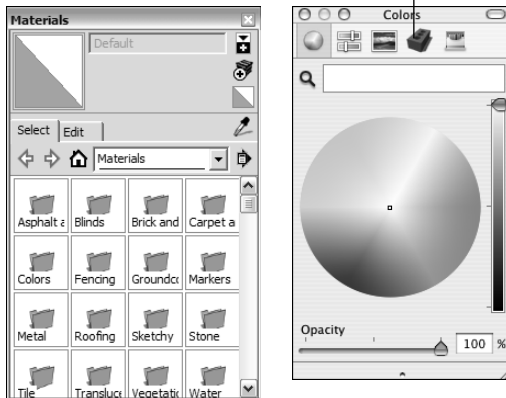 Materials
Default
Select Edit
Materials
Asphalt a Blinds Brick and Carpet a
Colors Fencing Groundco Markers
Metal Roofing Sketchy Stone
Tile Transluce Vegetatic Water
Colors
Opacity
100 %